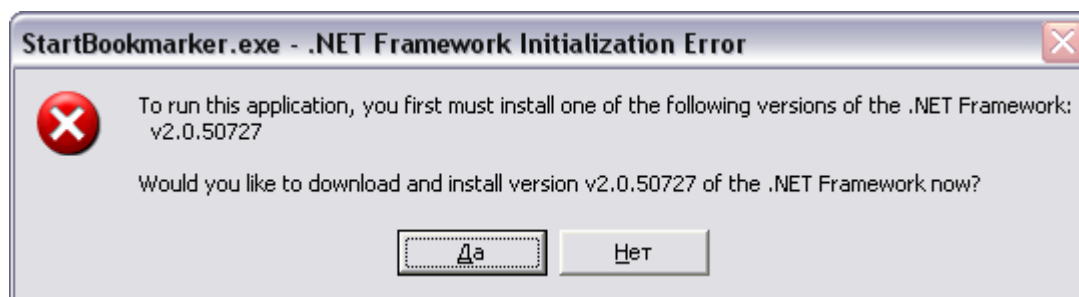 StartBookmarker.exe - .NET Framework Initialization Error
To run this application, you first must install one of the following versions of the .NET Framework:
v2.0.50727
Would you like to download and install version v2.0.50727 of the .NET Framework now?
Да
Нет